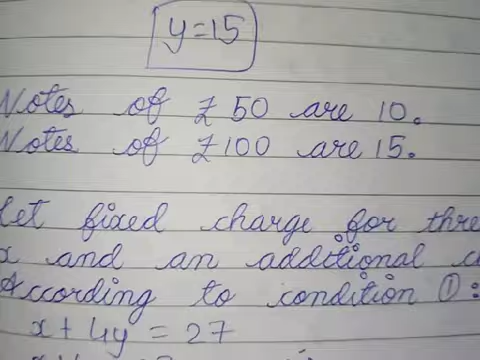 y=15
Notes of ₹ 50 are 10.
Notes of ₹ 100 are 15.
Let fixed charge for
x and an additional
According to condition ①:
x + 4y = 27